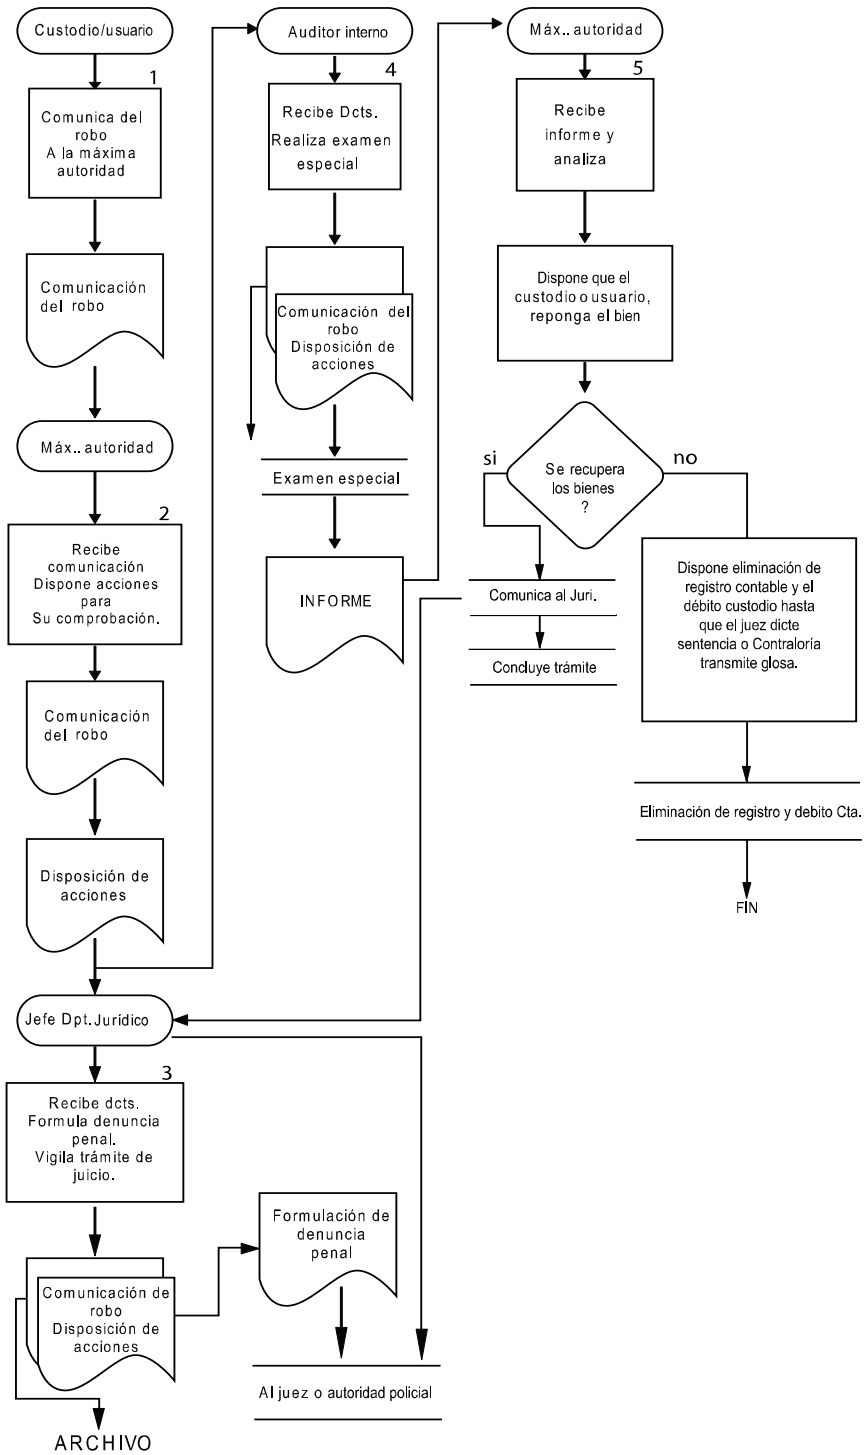 Custodio/usuario
1
Comunica del
robo
A la máxima
autoridad
Comunicación
del robo
Máx.. autoridad
2
Recibe
comunicación
Dispone acciones
para
Su comprobación.
Comunicación
del robo
Disposición de
acciones
Jefe Dpt. Jurídico
3
Recibe dcts.
Formula denuncia
penal.
Vigila trámite de
juicio.
Comunicación de
robo
Disposición de
acciones
ARCHIVO
Formulación de
denuncia
penal
Al juez o autoridad policial
Auditor interno
4
Recibe Dcts.
Realiza examen
especial
Comunicación del
robo
Disposición de
acciones
Examen especial
INFORME
Máx.. autoridad
5
Recibe
informe y
analiza
Dispone que el
custodio o usuario,
reponga el bien
Se recupera
los bienes
?
si
no
Comunica al Juri.
Concluye trámite
Dispone eliminación de
registro contable y el
débito custodio hasta
que el juez dicte
sentencia o Contraloría
transmite glosa.
Eliminación de registro y debito Cta.
FIN